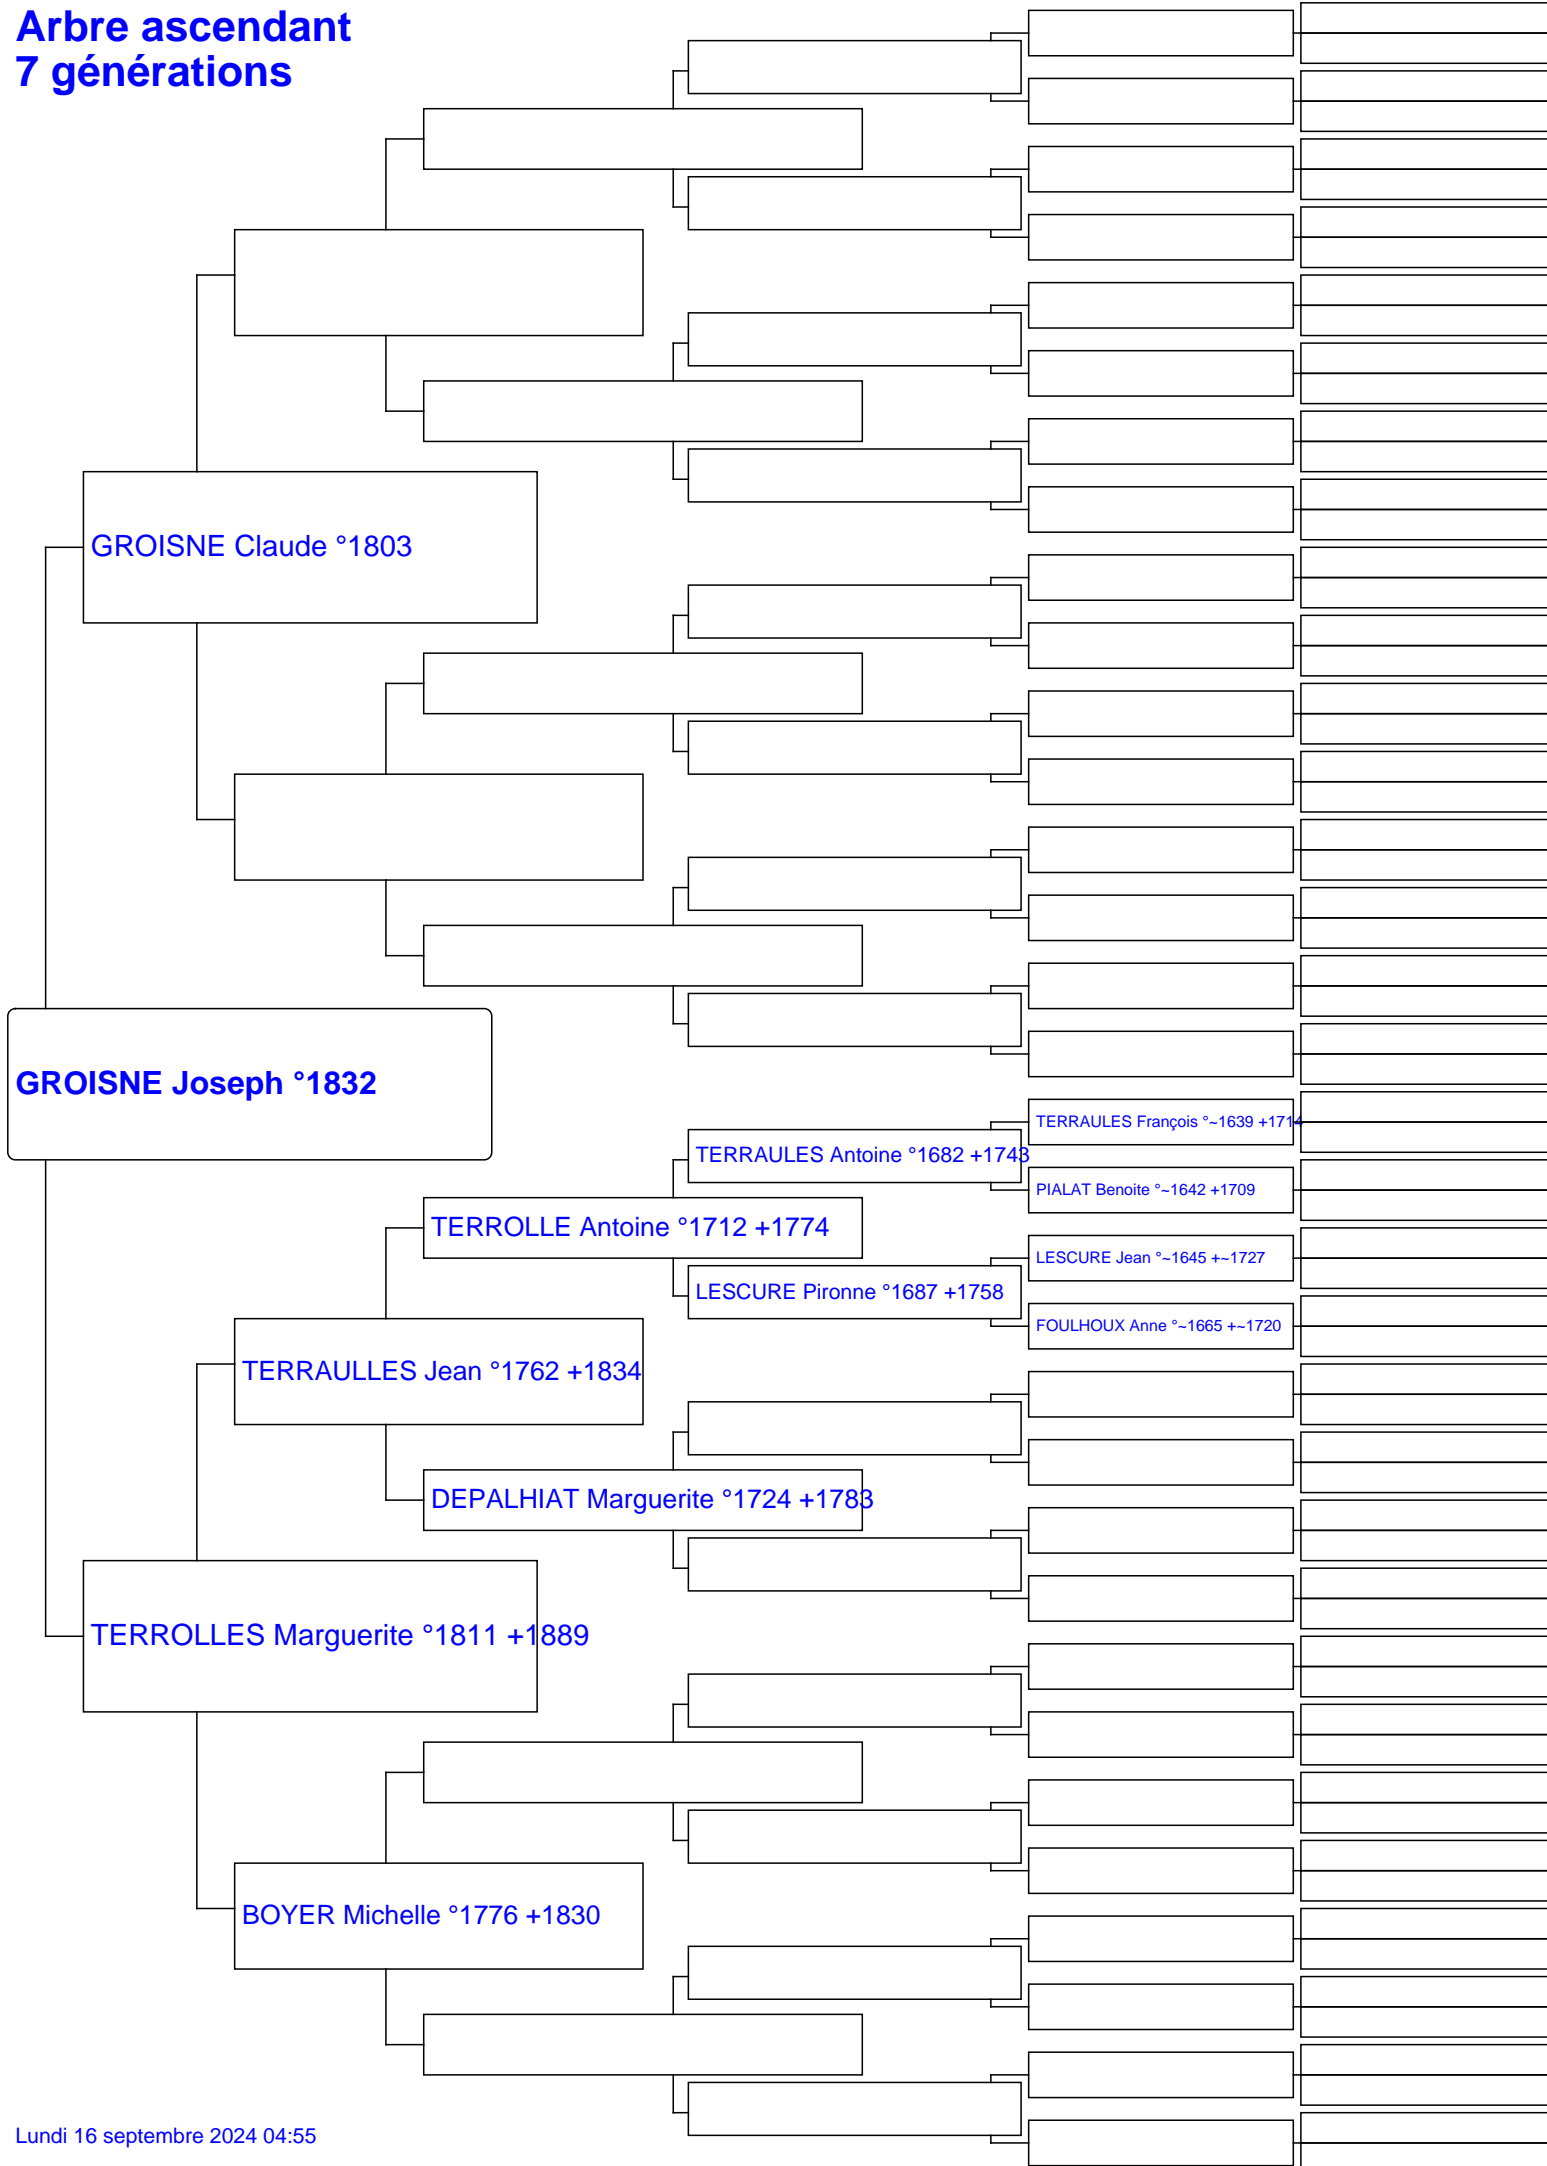 Arbre ascendant
7 générations
GROISNE Claude °1803
GROISNE Joseph °1832
TERRAULES François °~1639 +1714
TERRAULES Antoine °1682 +1743
PIALAT Benoite °~1642 +1709
TERROLLE Antoine °1712 +1774
LESCURE Jean °~1645 +~1727
LESCURE Pironne °1687 +1758
FOULHOUX Anne °~1665 +~1720
TERRAULLES Jean °1762 +1834
DEPALHIAT Marguerite °1724 +1783
TERROLLES Marguerite °1811 +1889
BOYER Michelle °1776 +1830
Lundi 16 septembre 2024 04:55